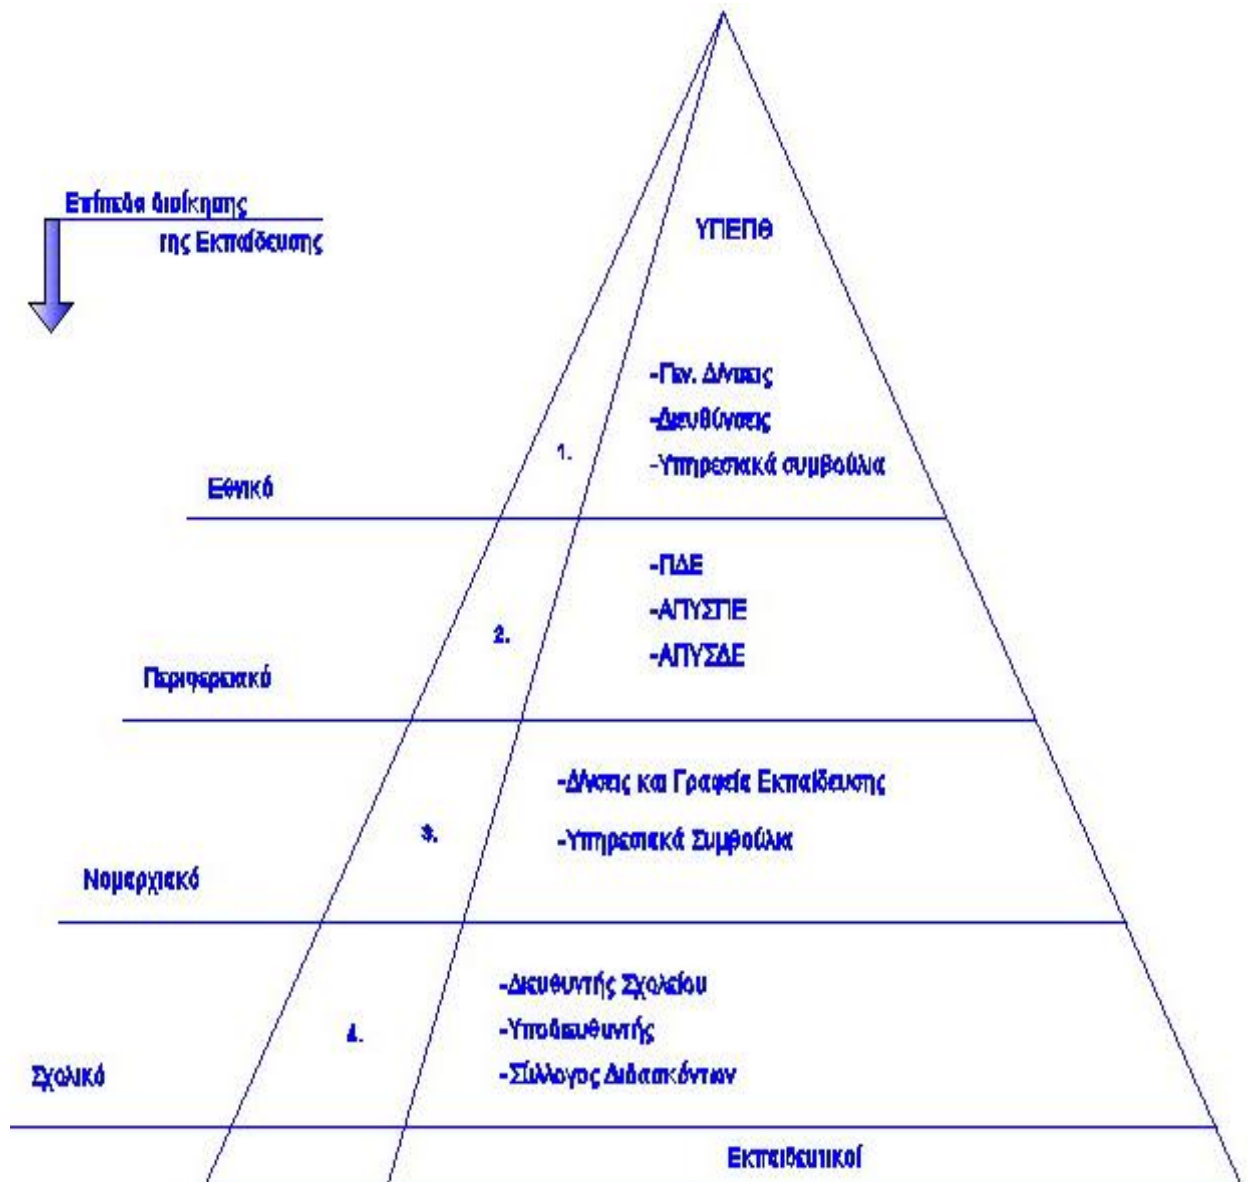 Επίπεδα διοίκησης
της Εκπαίδευσης
ΥΠΕΠΘ
-Γεν. Δ/νσεις
-Διευθύνσεις
1.
-Υπηρεσιακά συμβούλια
Εθνικό
-ΠΔΕ
2.
-ΑΠΥΣΠΕ
-ΑΠΥΣΔΕ
Περιφερειακό
-Δ/νσεις και Γραφεία Εκπαίδευσης
3.
-Υπηρεσιακά Συμβούλια
Νομαρχιακό
-Διευθυντής Σχολείου
-Υποδιευθυντής
4.
-Σύλλογος Διδασκόντων
Σχολικό
Εκπαιδευτικοί